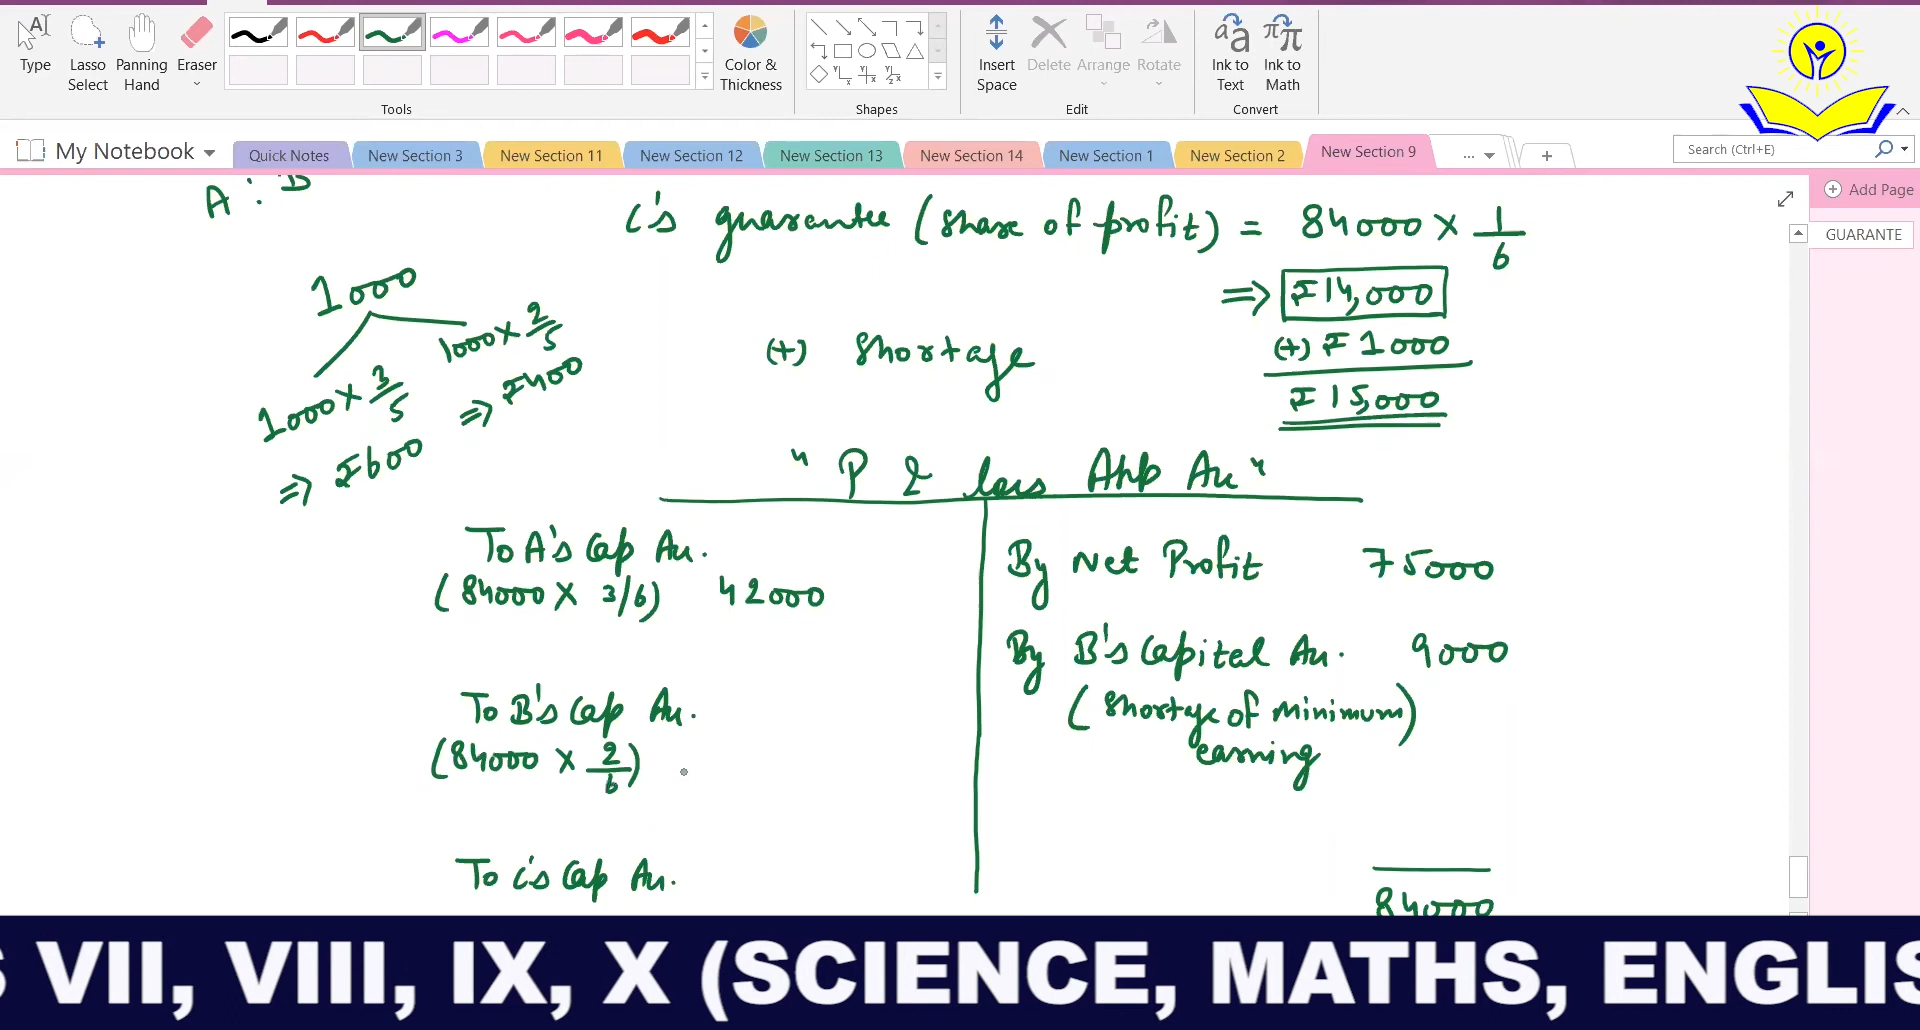 Type
Lasso Select
Panning Hand
Eraser
Color & Thickness
Insert Space
Delete
Arrange
Rotate
Ink to Text
Ink to Math
Tools
Shapes
Edit
Convert
My Notebook
Quick Notes
New Section 3
New Section 11
New Section 12
New Section 13
New Section 14
New Section 1
New Section 2
New Section 9
...
Search (Ctrl+E)
Add Page
GUARANTE
A : B
C's guarantee (share of profit) = 84000 × 1/6
⇒ ₹14,000
(+) shortage (+) ₹1000
₹15,000
1000
1000 × 3/5
⇒ ₹600
1000 × 2/5
⇒ ₹400
" P & loss App Au "
To A's Cap Au.
(84000 × 3/6) 42000
To B's Cap Au.
(84000 × 2/6)
To C's Cap Au.
By Net Profit 75000
By B's Capital Au. 9000
(shortage of minimum earning)
84000
VII, VIII, IX, X (SCIENCE, MATHS, ENGLIS